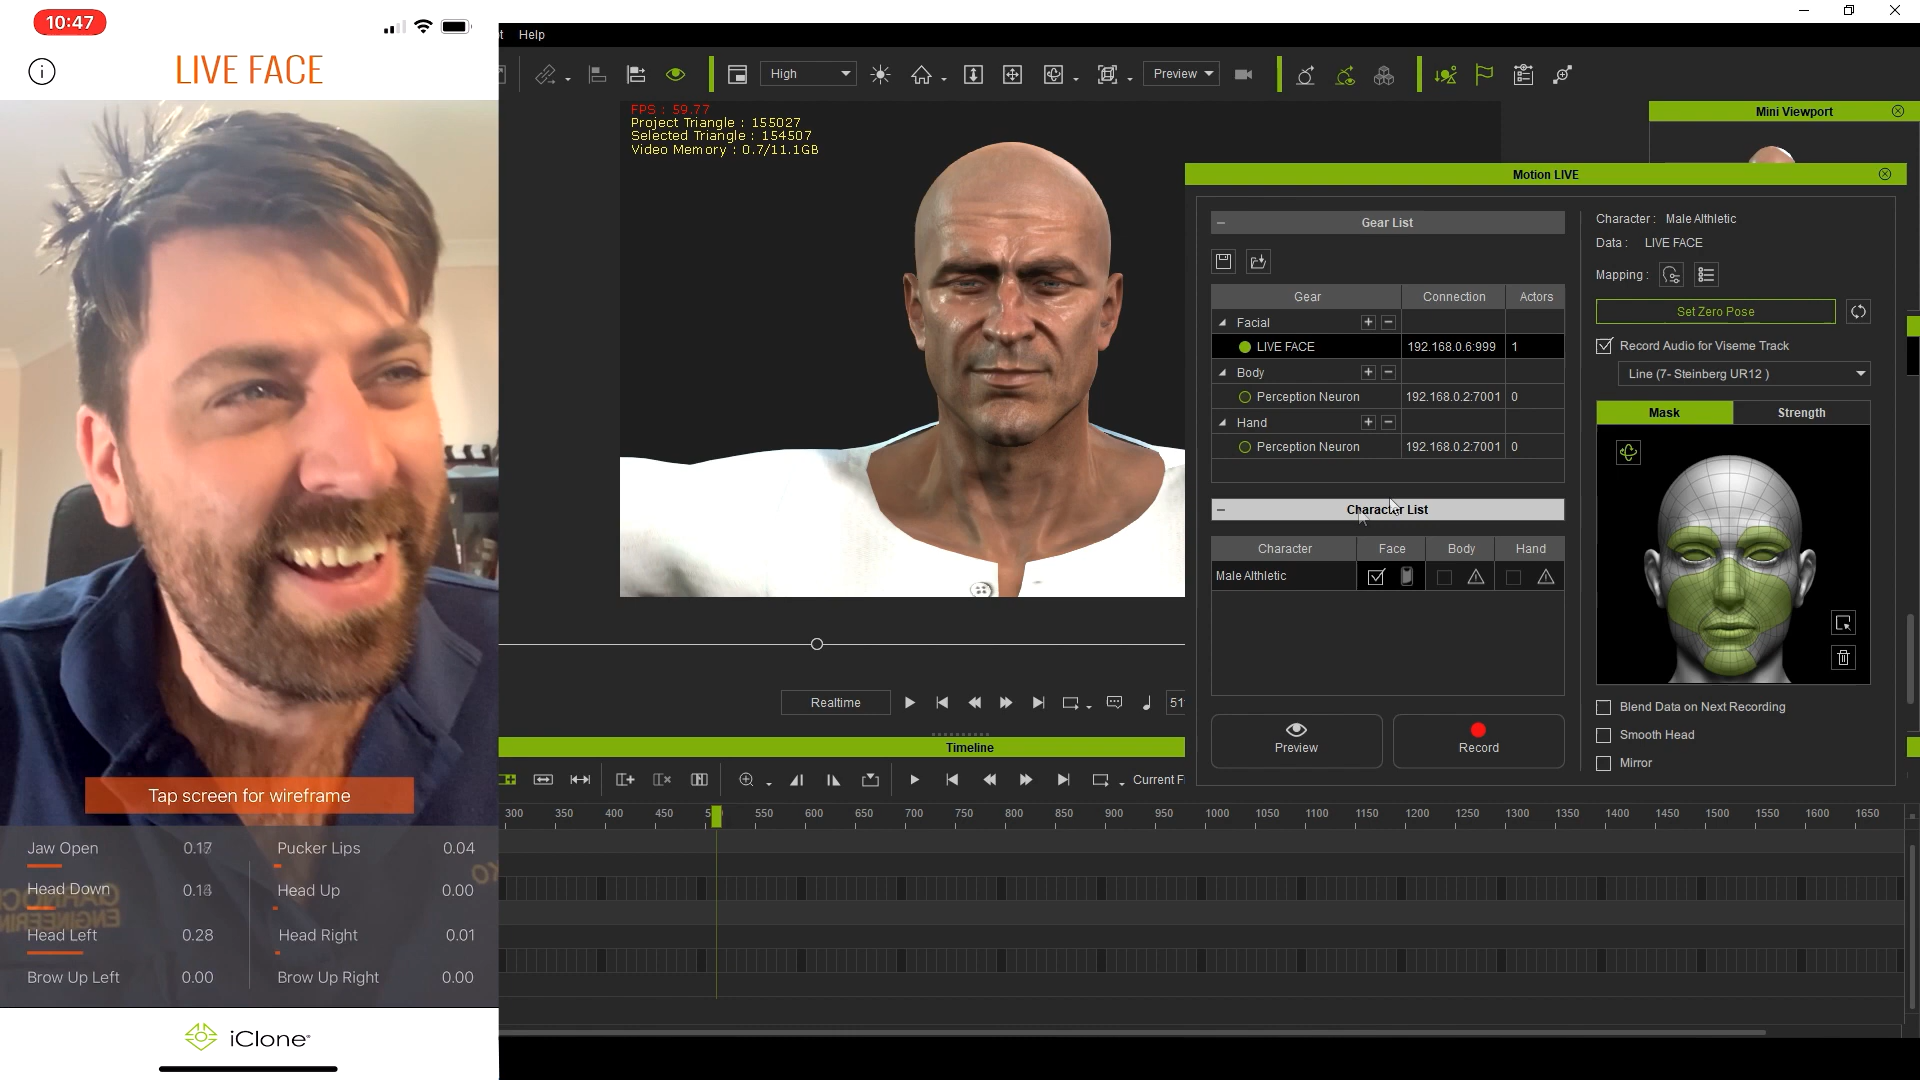 10:47
LIVE FACE
Tap screen for wireframe
Jaw Open
Pucker Lips 0.04
Head Down
Head Up 0.00
Head Left 0.28
Head Right 0.01
Brow Up Left 0.00
Brow Up Right 0.00
iClone
Help
High
Preview
FPS : 59.77
Project Triangle : 155027
Selected Triangle : 154507
Video Memory : 0.7/11.1GB
Mini Viewport
Motion LIVE
Gear List
Gear Connection Actors
Facial
LIVE FACE 192.168.0.6:999 1
Body
Perception Neuron 192.168.0.2:7001 0
Hand
Perception Neuron 192.168.0.2:7001 0
Character List
Character Face Body Hand
Male Althletic
Preview
Record
Character : Male Althletic
Data : LIVE FACE
Mapping :
Set Zero Pose
Record Audio for Viseme Track
Line (7- Steinberg UR12 )
Mask Strength
Blend Data on Next Recording
Smooth Head
Mirror
Realtime
51
Timeline
Current F
300 350 400 450 550 600 650 700 750 800 850 900 950 1000 1050 1100 1150 1200 1250 1300 1350 1400 1450 1500 1550 1600 1650